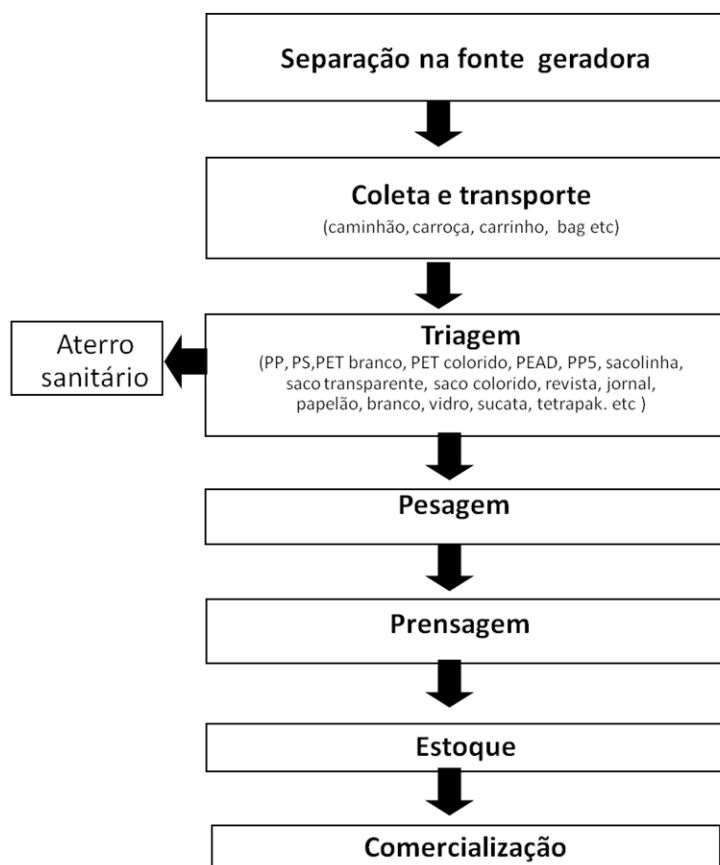 Separação na fonte geradora
Coleta e transporte
(caminhão, carroça, carrinho, bag etc)
Aterro
sanitário
Triagem
(PP, PS,PET branco, PET colorido, PEAD, PP5, sacolinha,
saco transparente, saco colorido, revista, jornal,
papelão, branco, vidro, sucata, tetrapak. etc )
Pesagem
Prensagem
Estoque
Comercialização